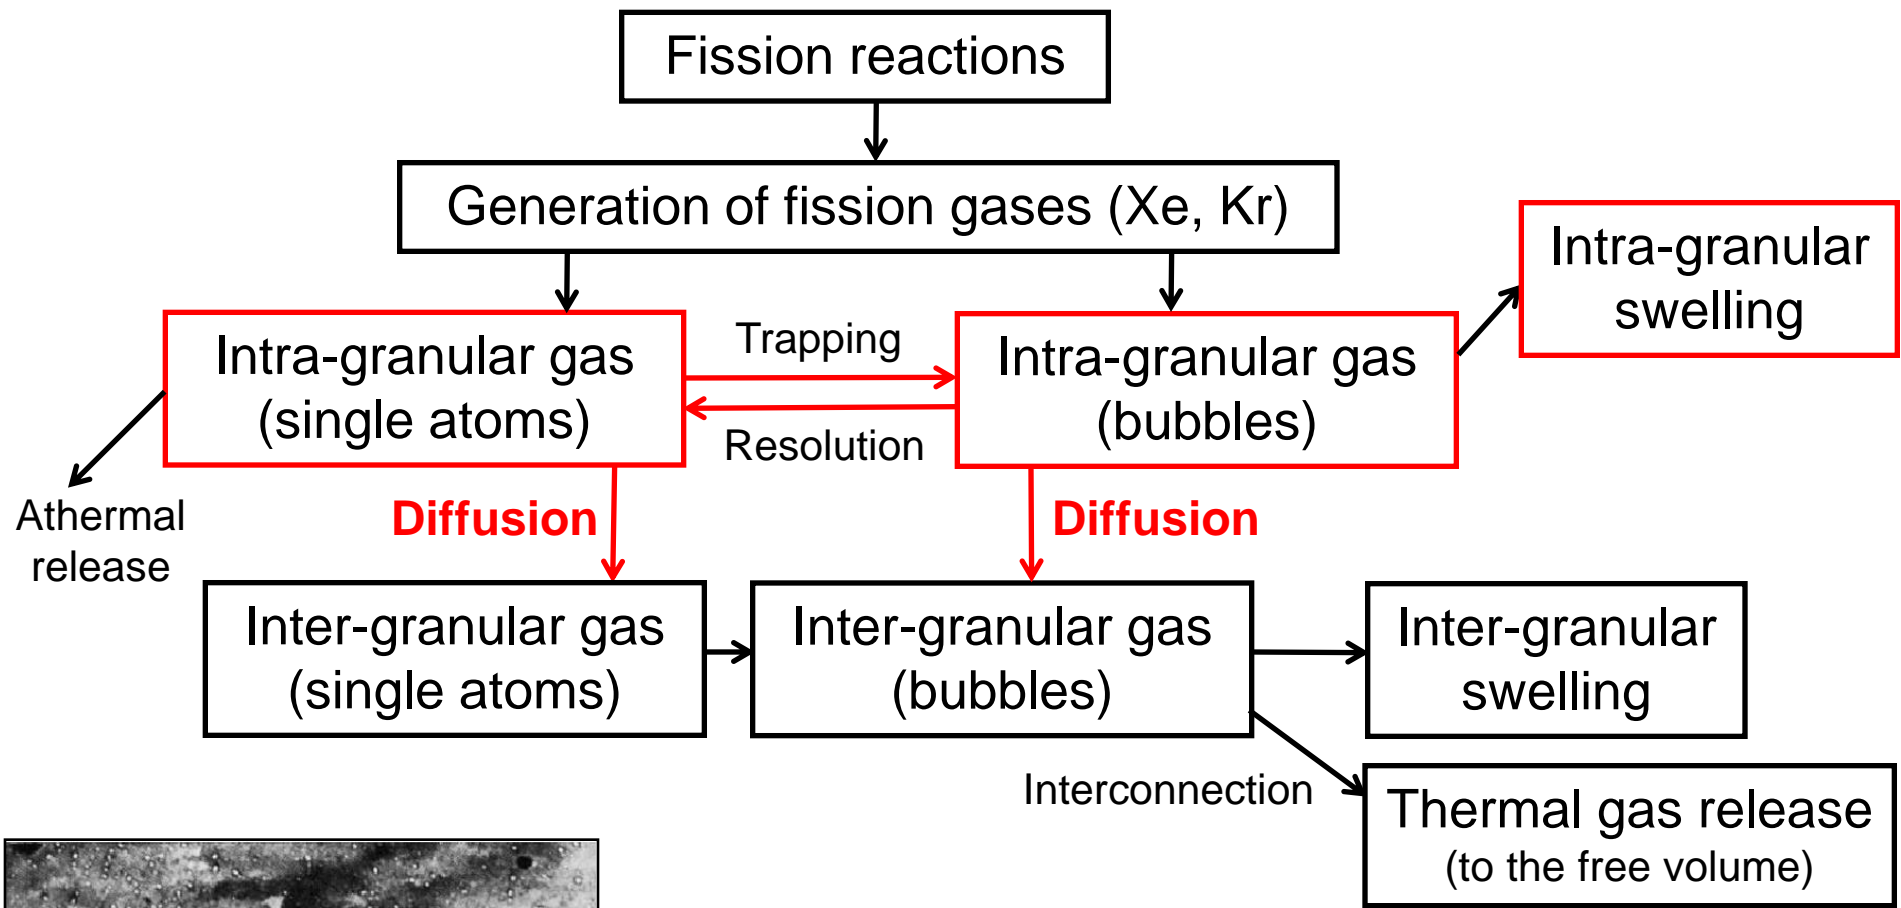 Fission reactions
Generation of fission gases (Xe, Kr)
Intra-granular
swelling
Intra-granular gas
(single atoms)
Trapping
Resolution
Intra-granular gas
(bubbles)
Athermal
release
Diffusion
Diffusion
Inter-granular gas
(single atoms)
Inter-granular gas
(bubbles)
Inter-granular
swelling
Interconnection
Thermal gas release
(to the free volume)